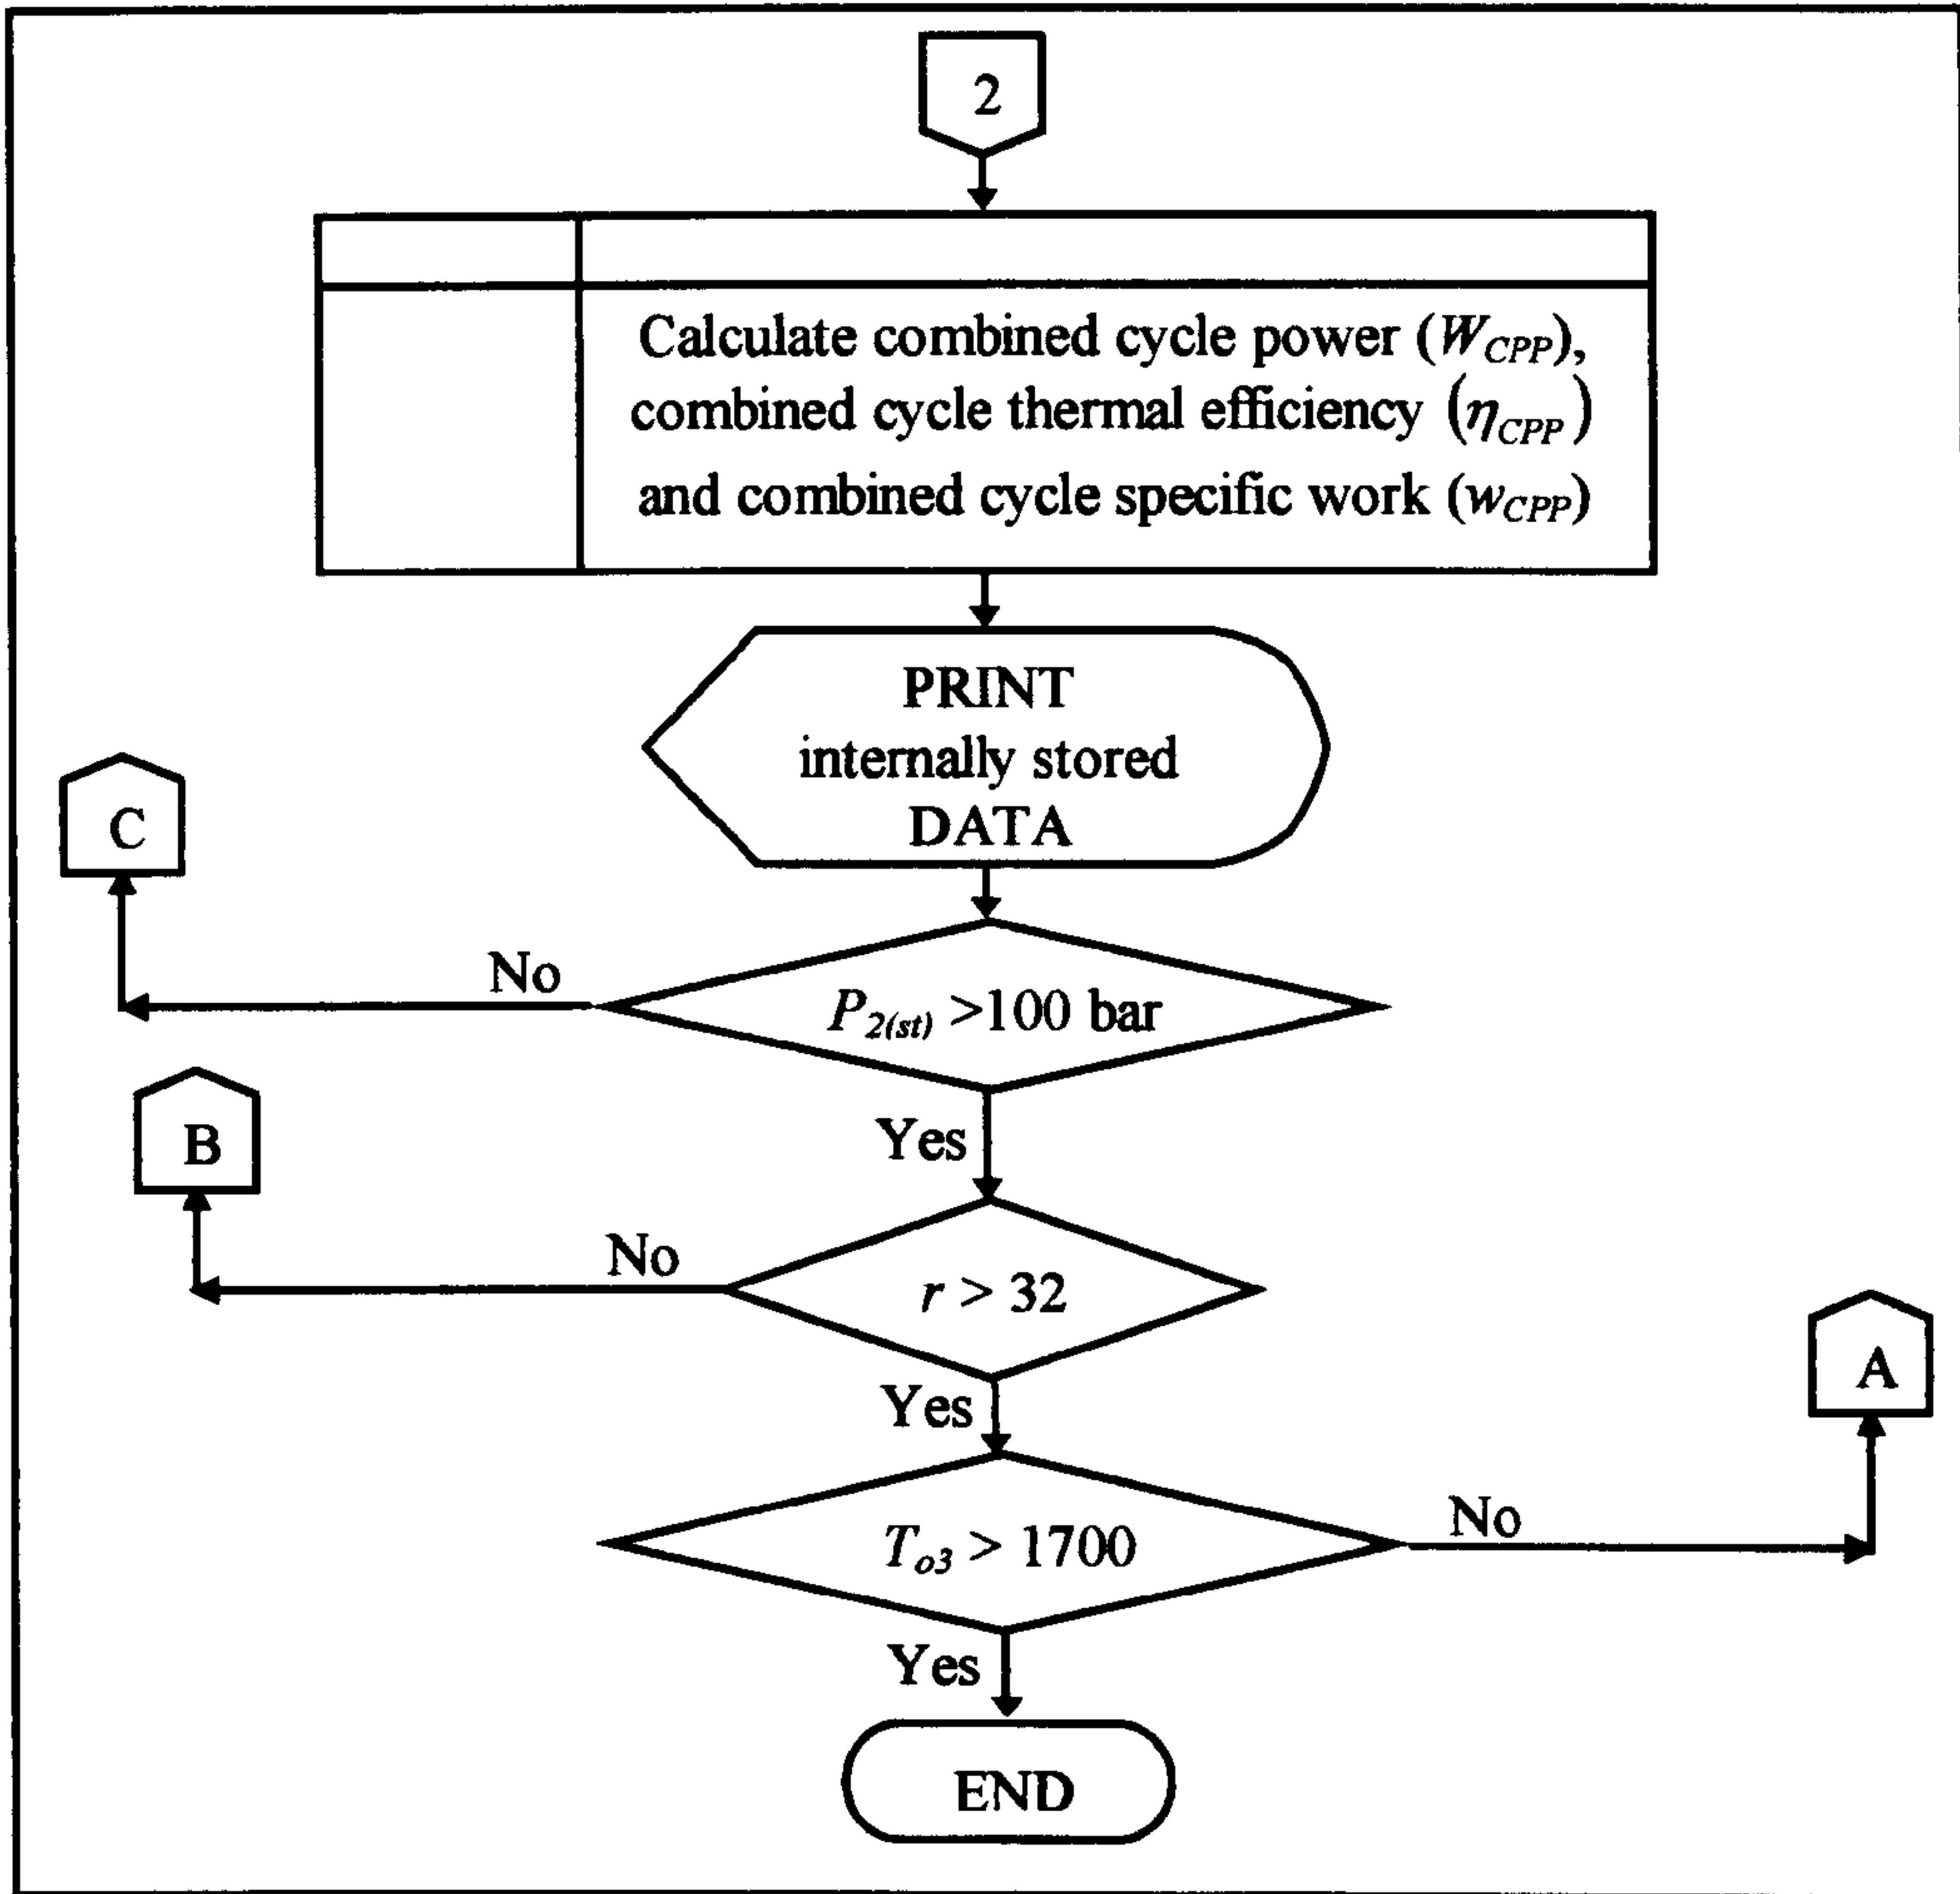 2
Calculate combined cycle power (W_CPP),
combined cycle thermal efficiency (η_CPP)
and combined cycle specific work (w_CPP)
PRINT
internally stored
DATA
C
No
P_2(st) >100 bar
Yes
B
No
r > 32
Yes
A
No
T_o3 > 1700
Yes
END